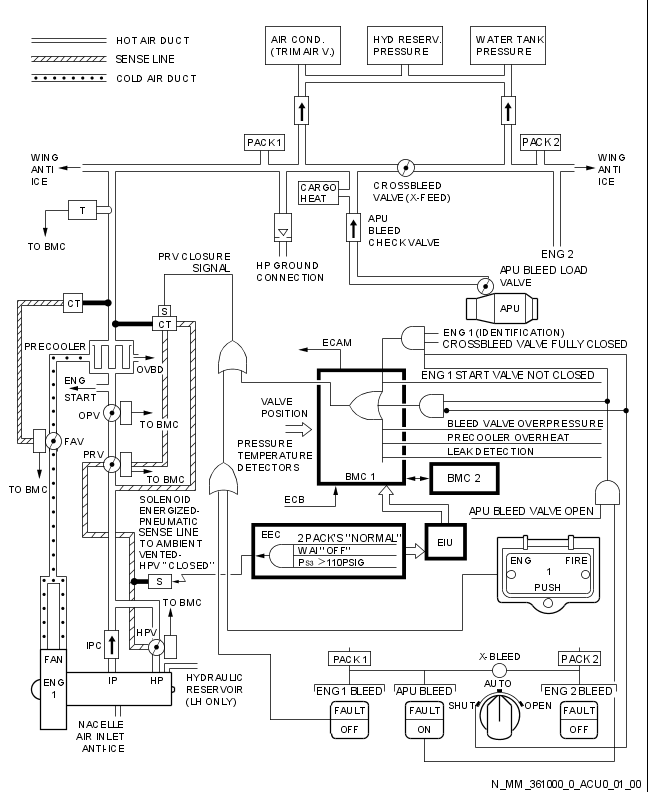 HOT AIR DUCT
SENSE LINE
COLD AIR DUCT
AIR COND.
(TRIM AIR V.)
HYD RESERV.
PRESSURE
WATER TANK
PRESSURE
PACK 1
PACK 2
WING
ANTI
ICE
WING
ANTI
ICE
CARGO
HEAT
CROSSBLEED
VALVE (X-FEED)
T
TO BMC
APU
BLEED
CHECK VALVE
ENG 2
PRV CLOSURE
SIGNAL
HP GROUND
CONNECTION
APU BLEED LOAD
VALVE
APU
CT
S
CT
ENG 1 (IDENTIFICATION)
CROSSBLEED VALVE FULLY CLOSED
PRECOOLER
OVBD
ECAM
ENG 1 START VALVE NOT CLOSED
ENG
START
OPV
TO BMC
VALVE
POSITION
BLEED VALVE OVERPRESSURE
FAV
PRESSURE
TEMPERATURE
DETECTORS
PRECOOLER OVERHEAT
LEAK DETECTION
PRV
TO BMC
BMC 1
BMC 2
TO BMC
SOLENOID
ENERGIZED-
PNEUMATIC
SENSE LINE
TO AMBIENT
VENTED-
HPV "CLOSED"
ECB
APU BLEED VALVE OPEN
EEC
2 PACK'S "NORMAL"
WAI "OFF"
PS3 >110PSIG
EIU
ENG
FIRE
1
PUSH
S
TO BMC
HPV
IPC
FAN
ENG
1
IP
HP
HYDRAULIC
RESERVOIR
(LH ONLY)
NACELLE
AIR INLET
ANTI-ICE
PACK 1
X-BLEED
PACK 2
ENG 1 BLEED
APU BLEED
AUTO
ENG 2 BLEED
SHUT
OPEN
FAULT
OFF
FAULT
ON
FAULT
OFF
N_MM_361000_0_ACU0_01_00